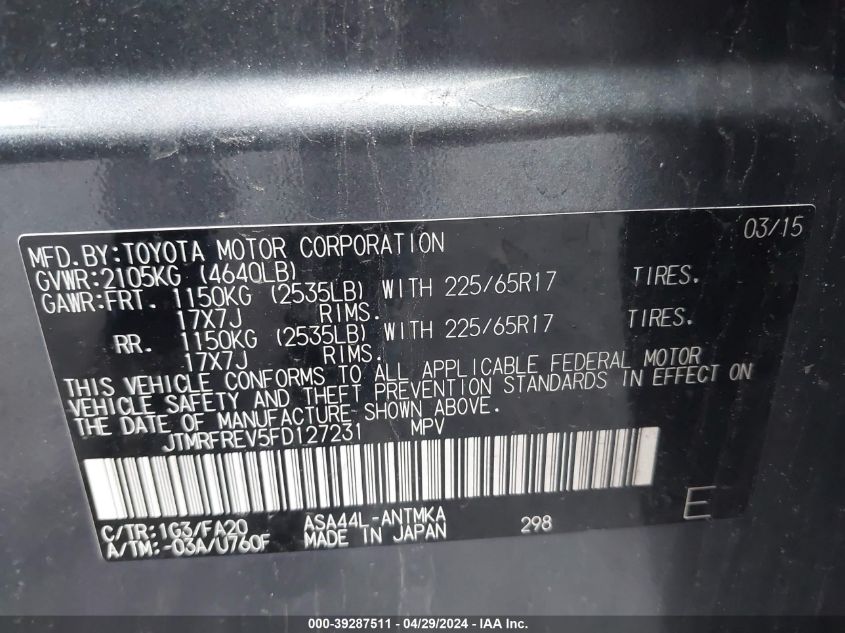 03/15
MFD.BY:TOYOTA MOTOR CORPORATION
GVWR:2105KG (4640LB)
GAWR:FRT. 1150KG (2535LB) WITH 225/65R17 TIRES.
17X7J RIMS.
RR. 1150KG (2535LB) WITH 225/65R17 TIRES.
17X7J RIMS.
THIS VEHICLE CONFORMS TO ALL APPLICABLE FEDERAL MOTOR
VEHICLE SAFETY AND THEFT PREVENTION STANDARDS IN EFFECT ON
THE DATE OF MANUFACTURE SHOWN ABOVE.
JTMRFREV5FD127231 MPV
E
C/TR:1G3/FA20 ASA44L-ANTMKA 298
A/TM:-03A/U760F MADE IN JAPAN
000-39287511 - 04/29/2024 - IAA Inc.